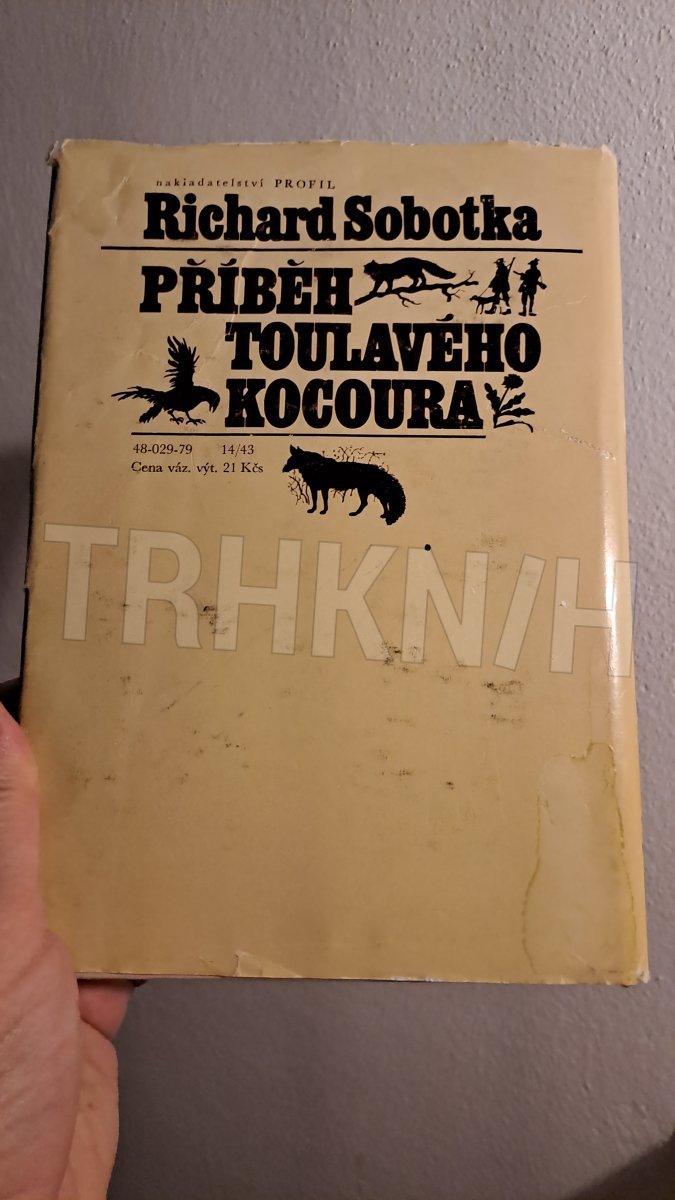 nakladatelství PROFIL
Richard Sobotka
PŘÍBĚH
TOULAVÉHO
KOCOURA
48-029-79 14/43
Cena váz. výt. 21 Kčs
TRHKNIH